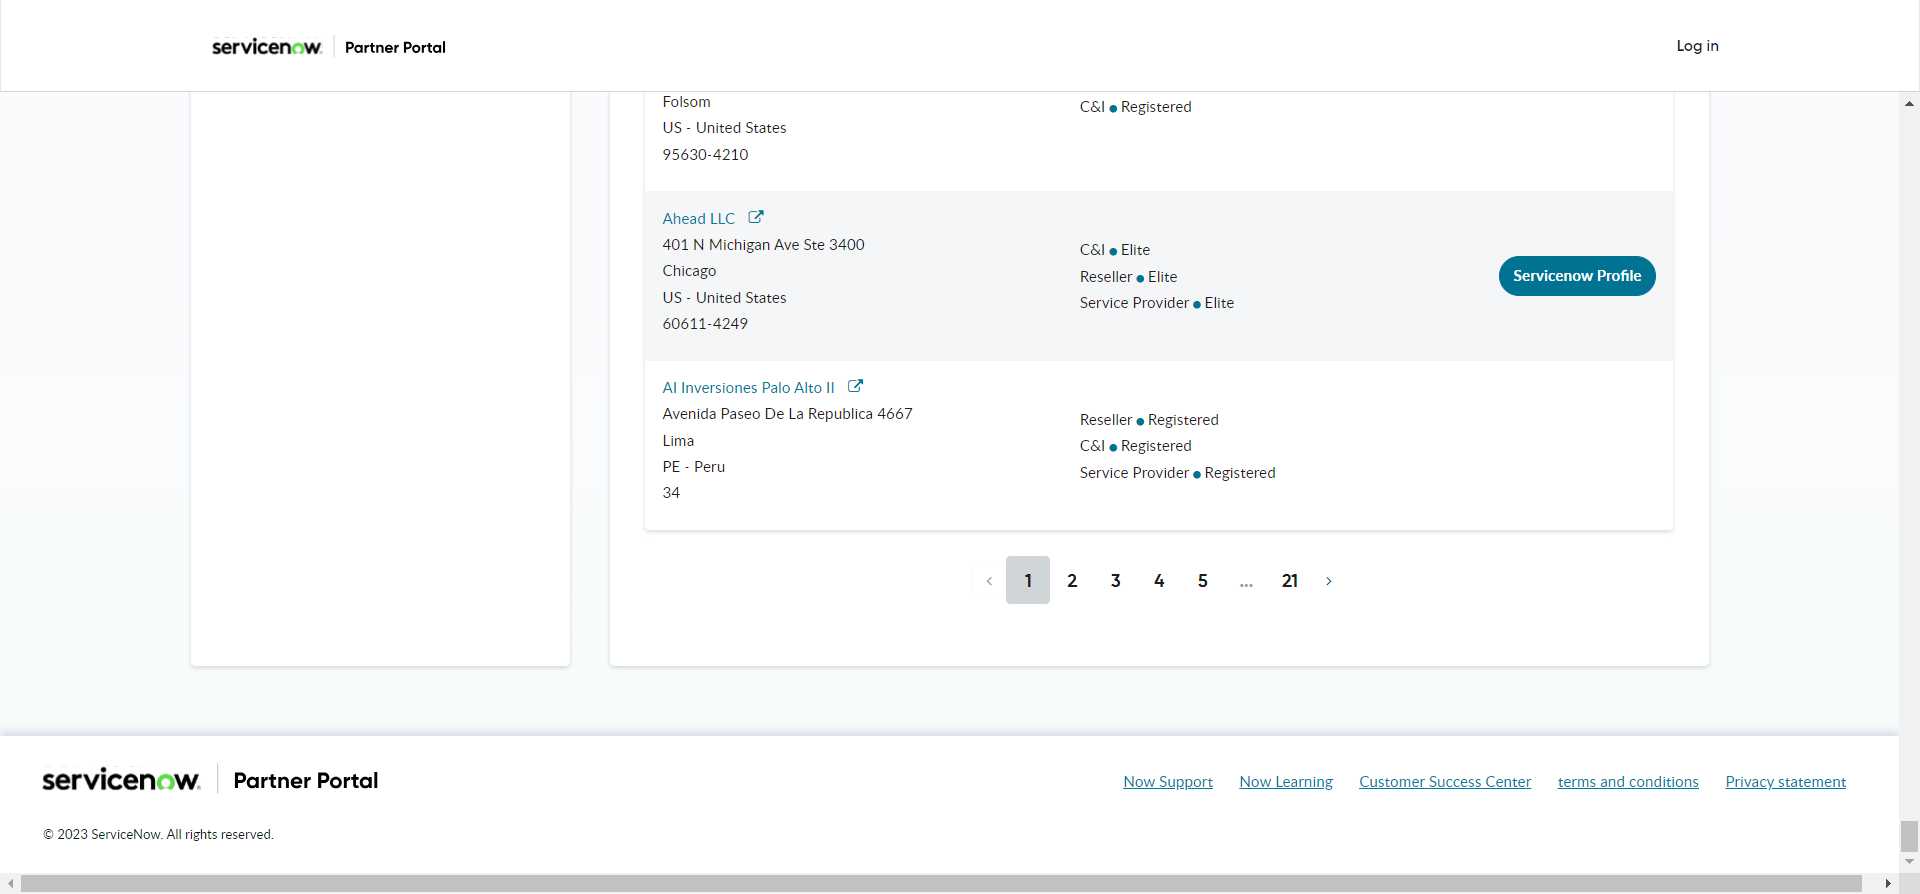 servicenow Partner Portal
Log in
Folsom
US - United States
95630-4210
C&I ● Registered
Ahead LLC
401 N Michigan Ave Ste 3400
Chicago
US - United States
60611-4249
C&I ● Elite
Reseller ● Elite
Service Provider ● Elite
Servicenow Profile
AI Inversiones Palo Alto II
Avenida Paseo De La Republica 4667
Lima
PE - Peru
34
Reseller ● Registered
C&I ● Registered
Service Provider ● Registered
‹ 1 2 3 4 5 ... 21 ›
servicenow Partner Portal
Now Support Now Learning Customer Success Center terms and conditions Privacy statement
© 2023 ServiceNow. All rights reserved.